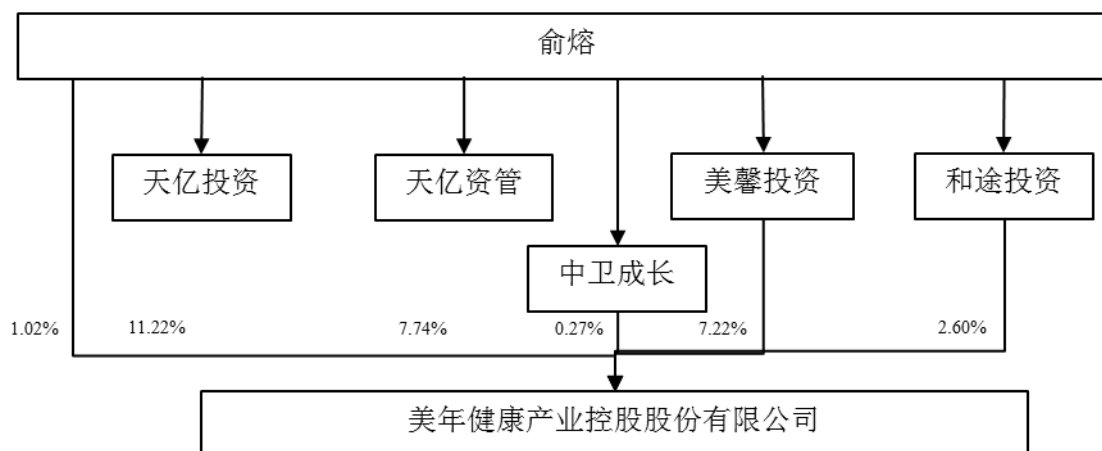 俞熔
天亿投资
天亿资管
美馨投资
和途投资
中卫成长
1.02%
11.22%
7.74%
0.27%
7.22%
2.60%
美年健康产业控股股份有限公司